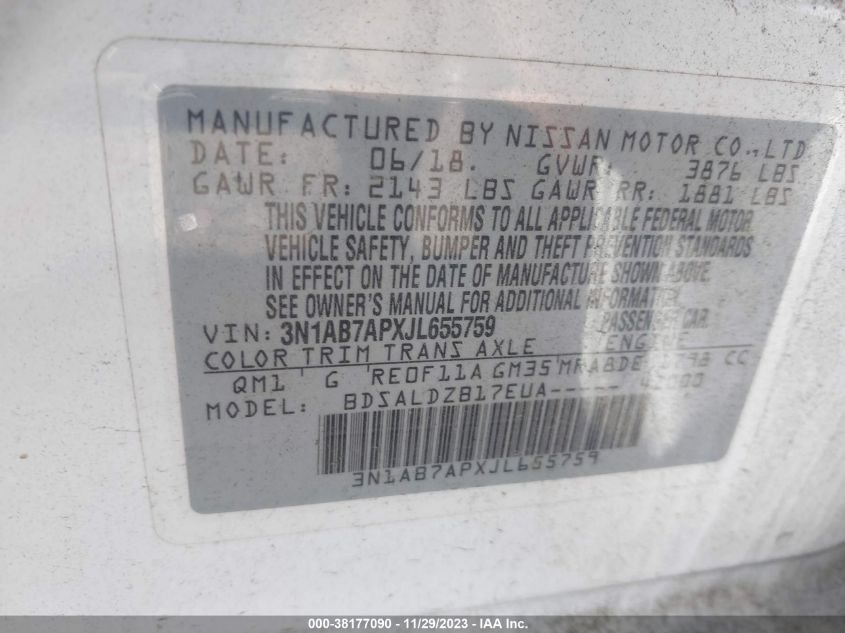 MANUFACTURED BY NISSAN MOTOR CO.,LTD
DATE: 06/18. GVWR: 3876 LBS
GAWR FR: 2143 LBS GAWR RR: 1881 LBS
THIS VEHICLE CONFORMS TO ALL APPLICABLE FEDERAL MOTOR
VEHICLE SAFETY, BUMPER AND THEFT PREVENTION STANDARDS
IN EFFECT ON THE DATE OF MANUFACTURE SHOWN ABOVE.
SEE OWNER'S MANUAL FOR ADDITIONAL INFORMATION.
VIN: 3N1AB7APXJL655759 PASSENGER CAR
COLOR TRIM TRANS AXLE ENGINE
QM1 G RE0F11A GM35 MRA8DE 1798 CC
MODEL: BDSALDZB17EUA-----
3N1AB7APXJL655759
000-38177090 - 11/29/2023 - IAA Inc.